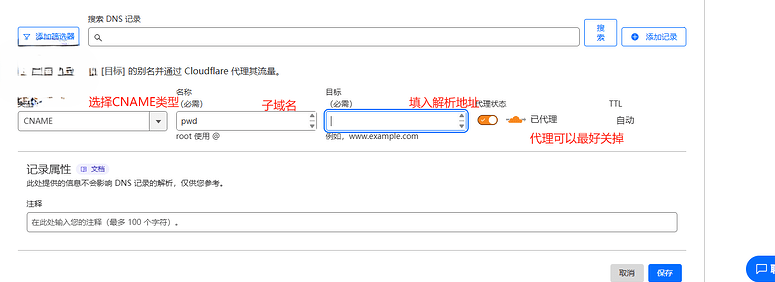 搜索 DNS 记录
添加筛选器
搜索
添加记录
[目标] 的别名并通过 Cloudflare 代理其流量。
选择CNAME类型
名称
(必需)
子域名
目标
(必需)
填入解析地址
代理状态
TTL
CNAME
pwd
已代理
自动
root 使用 @
例如，www.example.com
代理可以最好关掉
记录属性 文档
此处提供的信息不会影响 DNS 记录的解析，仅供您参考。
注释
在此处输入您的注释（最多 100 个字符）。
取消
保存